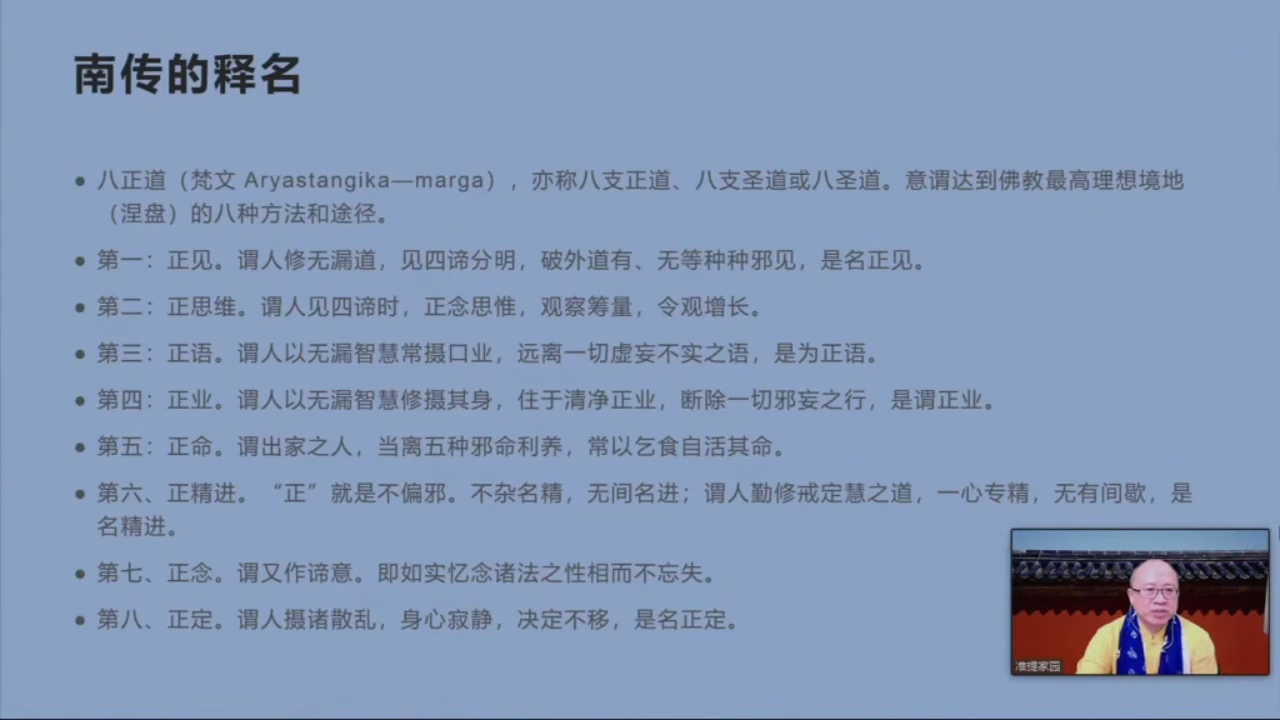 南传的释名
● 八正道（梵文 Aryastangika—marga），亦称八支正道、八支圣道或八圣道。意谓达到佛教最高理想境地
（涅盘）的八种方法和途径。
● 第一：正见。谓人修无漏道，见四谛分明，破外道有、无等种种邪见，是名正见。
● 第二：正思维。谓人见四谛时，正念思惟，观察筹量，令观增长。
● 第三：正语。谓人以无漏智慧常摄口业，远离一切虚妄不实之语，是为正语。
● 第四：正业。谓人以无漏智慧修摄其身，住于清净正业，断除一切邪妄之行，是谓正业。
● 第五：正命。谓出家之人，当离五种邪命利养，常以乞食自活其命。
● 第六、正精进。“正”就是不偏邪。不杂名精，无间名进；谓人勤修戒定慧之道，一心专精，无有间歇，是
名精进。
● 第七、正念。谓又作谛意。即如实忆念诸法之性相而不忘失。
● 第八、正定。谓人摄诸散乱，身心寂静，决定不移，是名正定。
准提家园